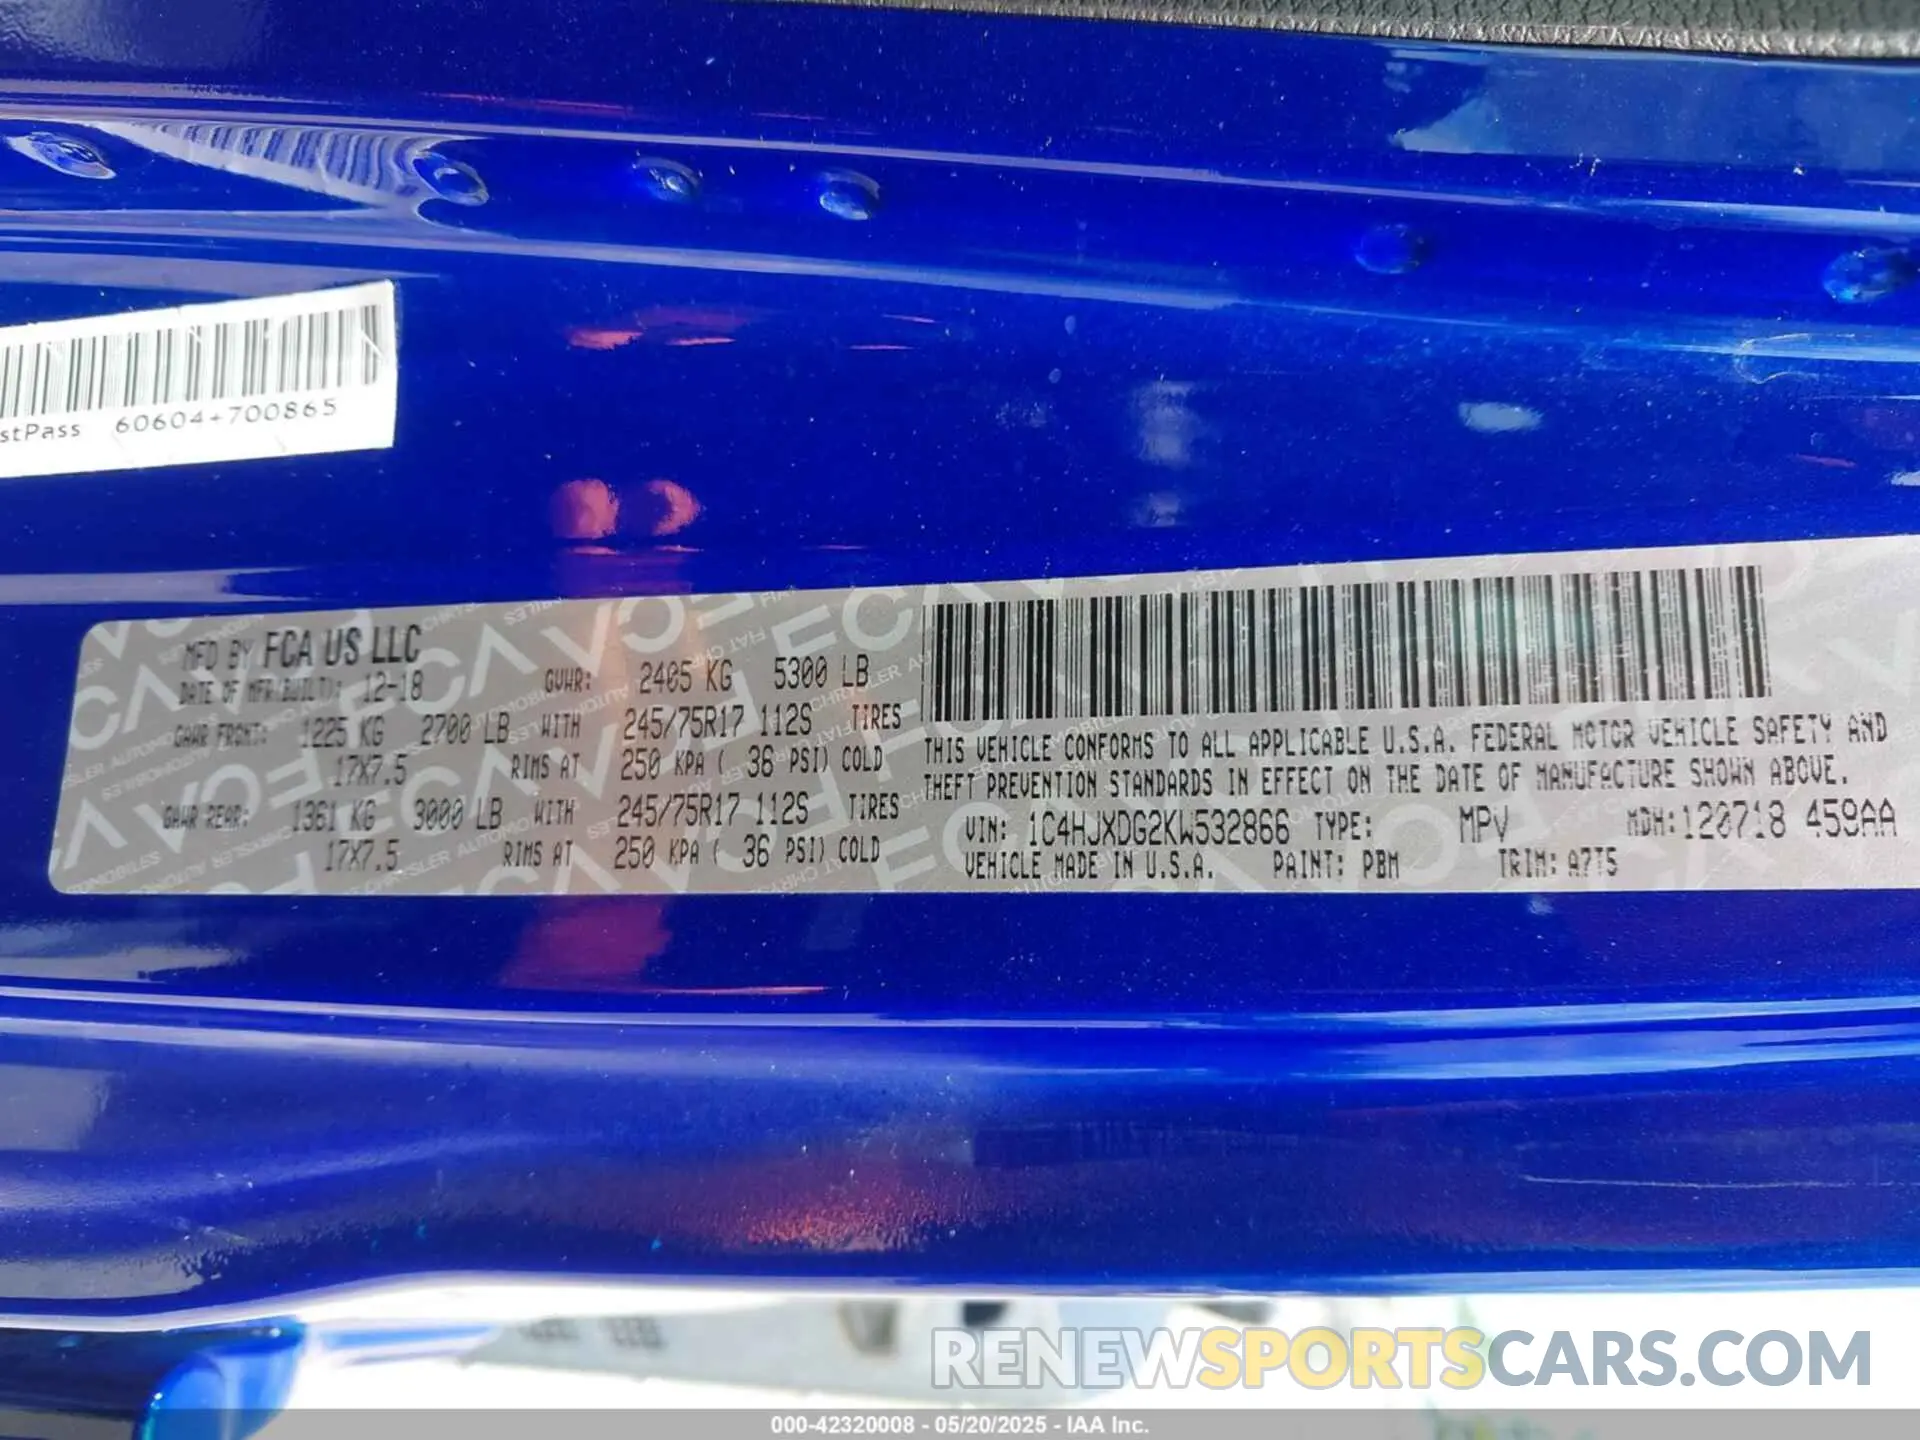 stPass 60604+700865
MFD BY FCA US LLC
DATE OF MFR(BUILT): 12-18 GVWR: 2405 KG 5300 LB
GAWR FRONT: 1225 KG 2700 LB WITH 245/75R17 112S TIRES
17X7.5 RIMS AT 250 KPA ( 36 PSI) COLD
GAWR REAR: 1361 KG 3000 LB WITH 245/75R17 112S TIRES
17X7.5 RIMS AT 250 KPA ( 36 PSI) COLD
THIS VEHICLE CONFORMS TO ALL APPLICABLE U.S.A. FEDERAL MOTOR VEHICLE SAFETY AND
THEFT PREVENTION STANDARDS IN EFFECT ON THE DATE OF MANUFACTURE SHOWN ABOVE.
VIN: 1C4HJXDG2KW532866 TYPE: MPV MDH:120718 459AA
VEHICLE MADE IN U.S.A. PAINT: PBM TRIM: A7T5
RENEWSPORTSCARS.COM
000-42320008 - 05/20/2025 - IAA Inc.